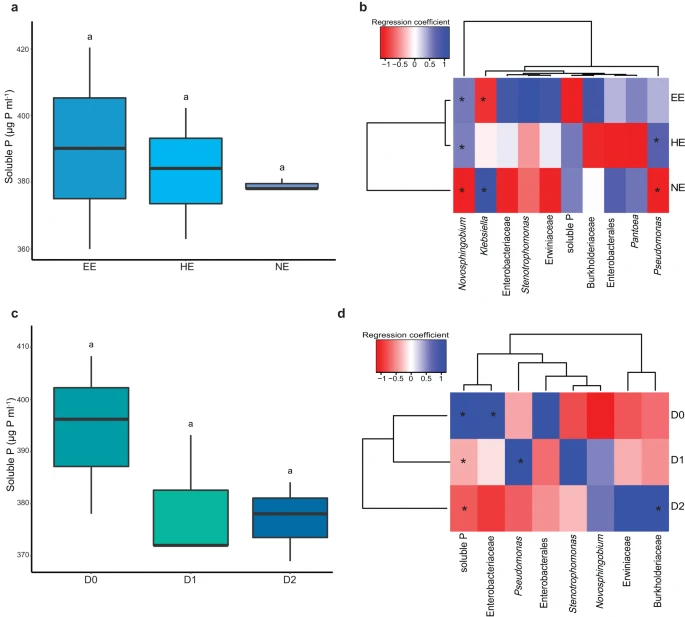 a
Soluble P (µg P ml-1)
420
400
380
360
a
a
a
EE
HE
NE
b
Regression coefficient
−1 −0.5 0 0.5 1
* *
*
*
* * *
EE
HE
NE
Novosphingobium
Klebsiella
Enterobacteriaceae
Stenotrophomonas
Erwiniaceae
soluble P
Burkholderiaceae
Enterobacterales
Pantoea
Pseudomonas
c
Soluble P (µg P ml-1)
410
400
390
380
370
a
a
a
D0
D1
D2
d
Regression coefficient
−1 −0.5 0 0.5 1
* *
* *
* *
D0
D1
D2
soluble P
Enterobacteriaceae
Pseudomonas
Enterobacterales
Stenotrophomonas
Novosphingobium
Erwiniaceae
Burkholderiaceae